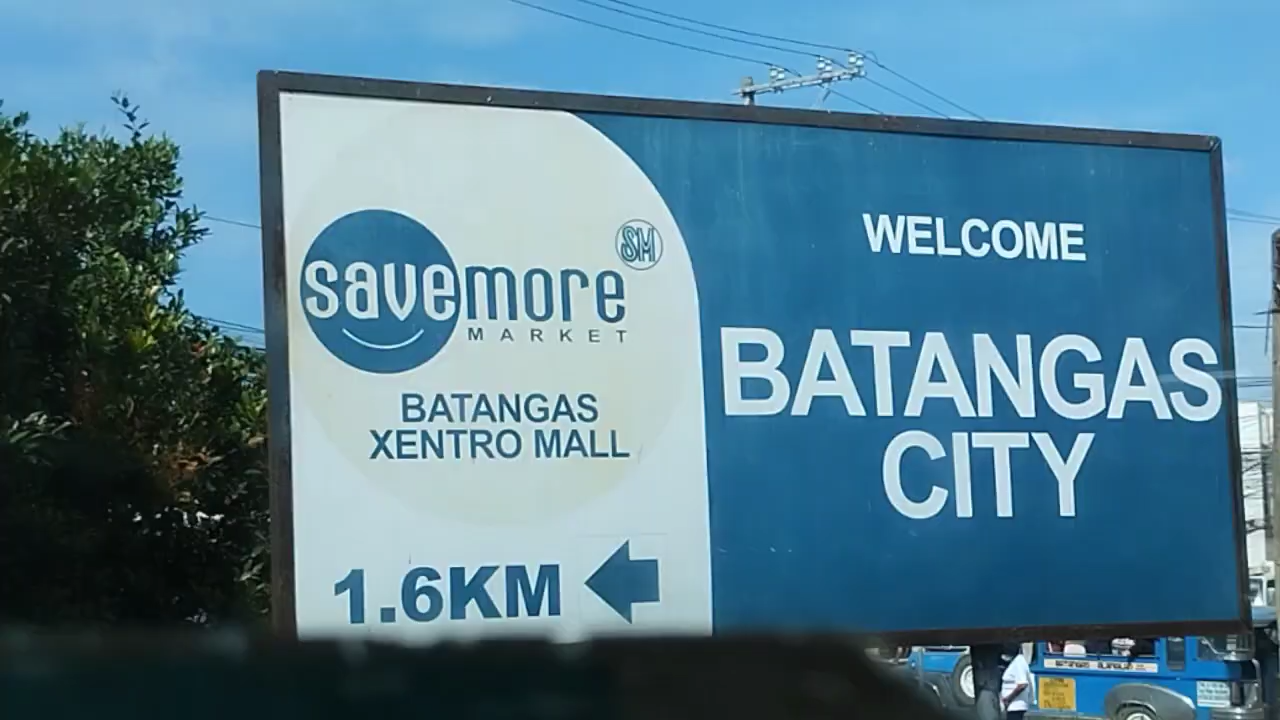 savemore
SM
MARKET
BATANGAS
XENTRO MALL
1.6KM
WELCOME
BATANGAS
CITY